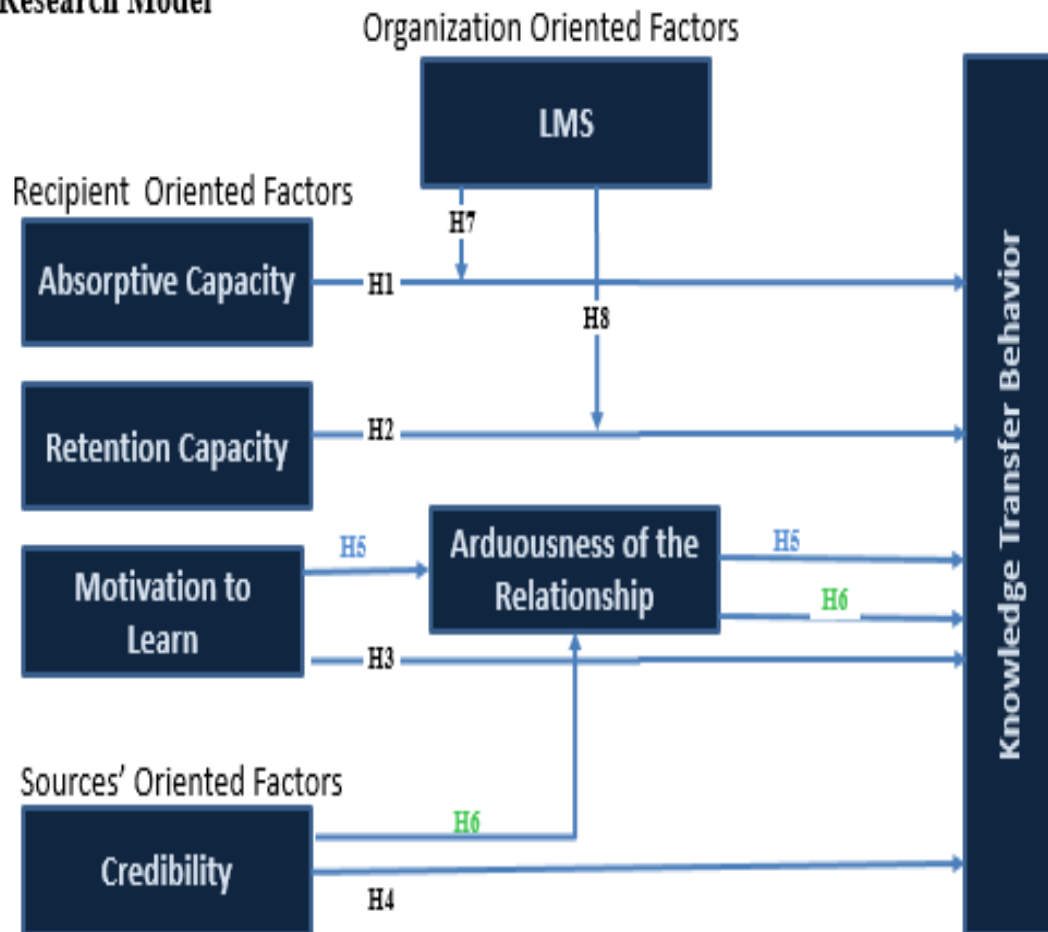 Research Model
Organization Oriented Factors
LMS
Recipient Oriented Factors
H7
Absorptive Capacity
H1
H8
Retention Capacity
H2
Motivation to
Learn
H5
Arduousness of the
Relationship
H5
H6
H3
Sources' Oriented Factors
Credibility
H6
H4
Knowledge Transfer Behavior